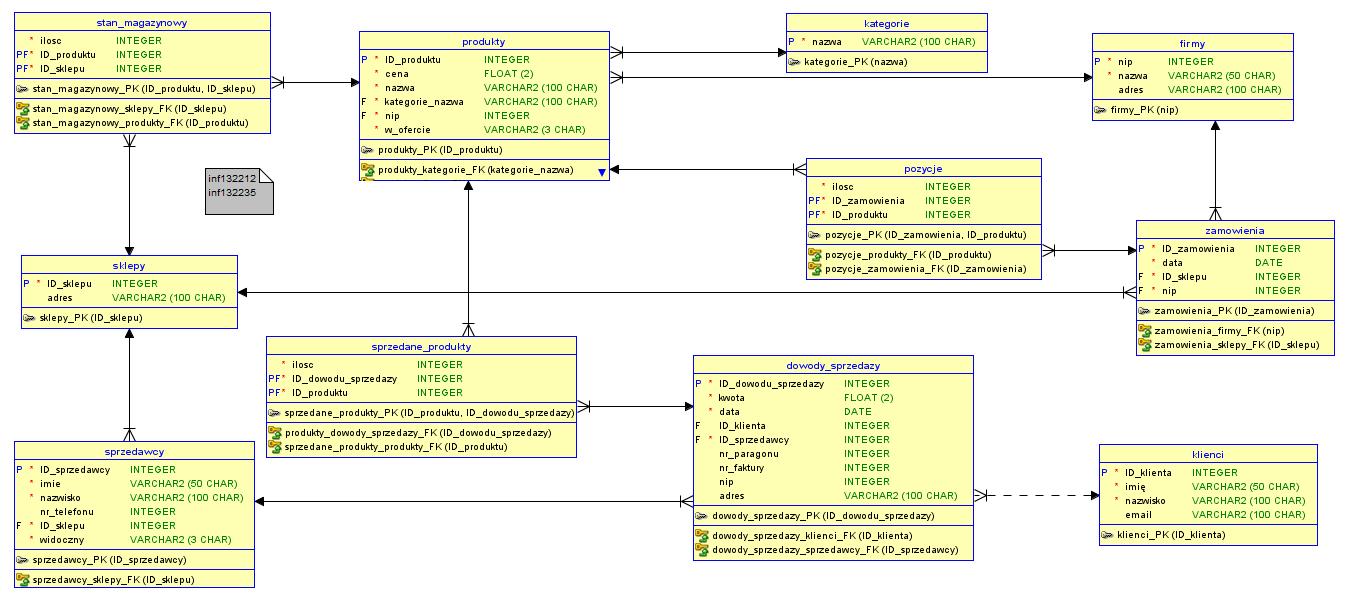 stan_magazynowy
* ilosc INTEGER
PF* ID_produktu INTEGER
PF* ID_sklepu INTEGER
stan_magazynowy_PK (ID_produktu, ID_sklepu)
stan_magazynowy_sklepy_FK (ID_sklepu)
stan_magazynowy_produkty_FK (ID_produktu)
produkty
P * ID_produktu INTEGER
* cena FLOAT (2)
* nazwa VARCHAR2 (100 CHAR)
F * kategorie_nazwa VARCHAR2 (100 CHAR)
F * nip INTEGER
* w_ofercie VARCHAR2 (3 CHAR)
produkty_PK (ID_produktu)
produkty_kategorie_FK (kategorie_nazwa)
kategorie
P * nazwa VARCHAR2 (100 CHAR)
kategorie_PK (nazwa)
firmy
P * nip INTEGER
* nazwa VARCHAR2 (50 CHAR)
adres VARCHAR2 (100 CHAR)
firmy_PK (nip)
inf132212
inf132235
pozycje
* ilosc INTEGER
PF* ID_zamowienia INTEGER
PF* ID_produktu INTEGER
pozycje_PK (ID_zamowienia, ID_produktu)
pozycje_produkty_FK (ID_produktu)
pozycje_zamowienia_FK (ID_zamowienia)
zamowienia
P * ID_zamowienia INTEGER
* data DATE
F * ID_sklepu INTEGER
F * nip INTEGER
zamowienia_PK (ID_zamowienia)
zamowienia_firmy_FK (nip)
zamowienia_sklepy_FK (ID_sklepu)
sklepy
P * ID_sklepu INTEGER
adres VARCHAR2 (100 CHAR)
sklepy_PK (ID_sklepu)
sprzedane_produkty
* ilosc INTEGER
PF* ID_dowodu_sprzedazy INTEGER
PF* ID_produktu INTEGER
sprzedane_produkty_PK (ID_produktu, ID_dowodu_sprzedazy)
produkty_dowody_sprzedazy_FK (ID_dowodu_sprzedazy)
sprzedane_produkty_produkty_FK (ID_produktu)
dowody_sprzedazy
P * ID_dowodu_sprzedazy INTEGER
* kwota FLOAT (2)
* data DATE
F ID_klienta INTEGER
F * ID_sprzedawcy INTEGER
nr_paragonu INTEGER
nr_faktury INTEGER
nip INTEGER
adres VARCHAR2 (100 CHAR)
dowody_sprzedazy_PK (ID_dowodu_sprzedazy)
dowody_sprzedazy_klienci_FK (ID_klienta)
dowody_sprzedazy_sprzedawcy_FK (ID_sprzedawcy)
sprzedawcy
P * ID_sprzedawcy INTEGER
* imie VARCHAR2 (50 CHAR)
* nazwisko VARCHAR2 (100 CHAR)
nr_telefonu INTEGER
F * ID_sklepu INTEGER
* widoczny VARCHAR2 (3 CHAR)
sprzedawcy_PK (ID_sprzedawcy)
sprzedawcy_sklepy_FK (ID_sklepu)
klienci
P * ID_klienta INTEGER
* imię VARCHAR2 (50 CHAR)
* nazwisko VARCHAR2 (100 CHAR)
email VARCHAR2 (100 CHAR)
klienci_PK (ID_klienta)